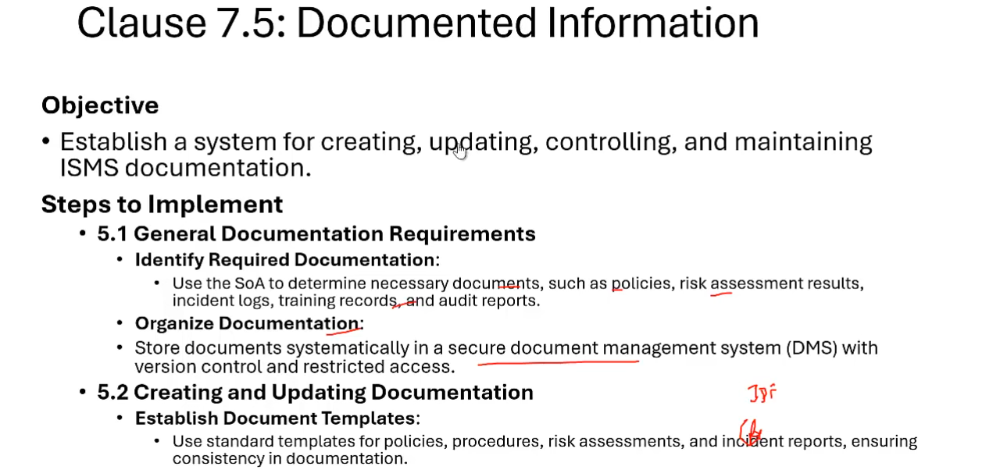 Clause 7.5: Documented Information
Objective
• Establish a system for creating, updating, controlling, and maintaining
ISMS documentation.
Steps to Implement
• 5.1 General Documentation Requirements
• Identify Required Documentation:
• Use the SoA to determine necessary documents, such as policies, risk assessment results,
incident logs, training records, and audit reports.
• Organize Documentation:
• Store documents systematically in a secure document management system (DMS) with
version control and restricted access.
• 5.2 Creating and Updating Documentation
• Establish Document Templates:
• Use standard templates for policies, procedures, risk assessments, and incident reports, ensuring
consistency in documentation.